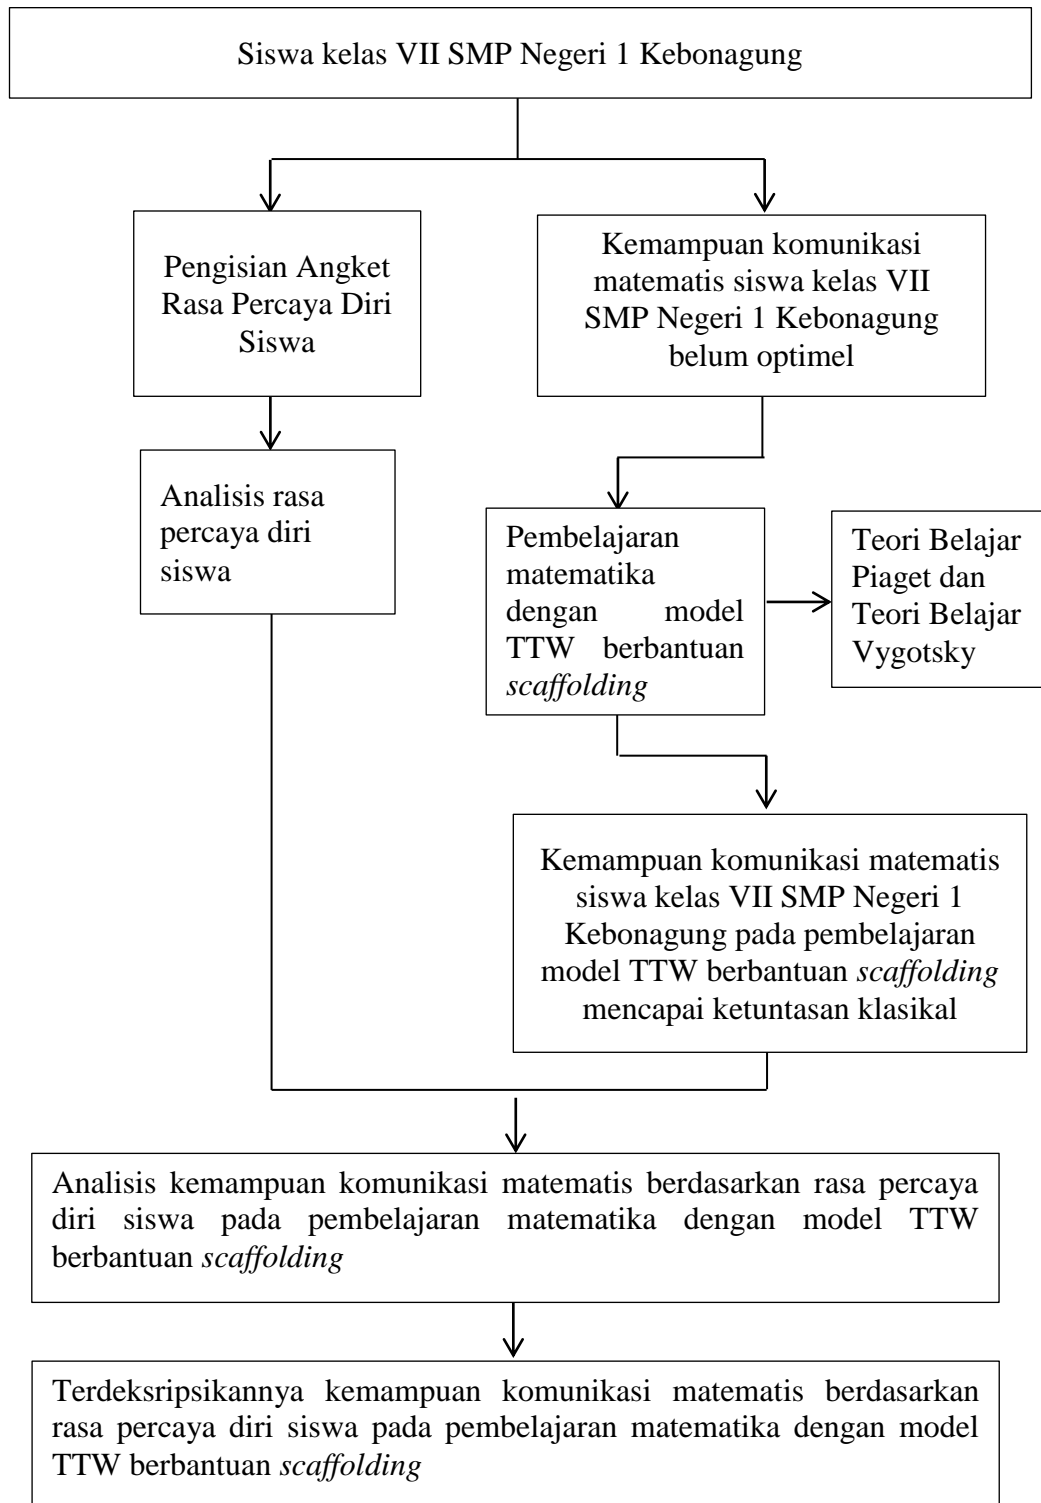 Siswa kelas VII SMP Negeri 1 Kebonagung
Pengisian Angket
Rasa Percaya Diri
Siswa
Kemampuan komunikasi
matematis siswa kelas VII
SMP Negeri 1 Kebonagung
belum optimel
Analisis rasa
percaya diri
siswa
Pembelajaran
matematika
dengan model
TTW berbantuan
scaffolding
Teori Belajar
Piaget dan
Teori Belajar
Vygotsky
Kemampuan komunikasi matematis
siswa kelas VII SMP Negeri 1
Kebonagung pada pembelajaran
model TTW berbantuan scaffolding
mencapai ketuntasan klasikal
Analisis kemampuan komunikasi matematis berdasarkan rasa percaya
diri siswa pada pembelajaran matematika dengan model TTW
berbantuan scaffolding
Terdeksripsikannya kemampuan komunikasi matematis berdasarkan
rasa percaya diri siswa pada pembelajaran matematika dengan model
TTW berbantuan scaffolding